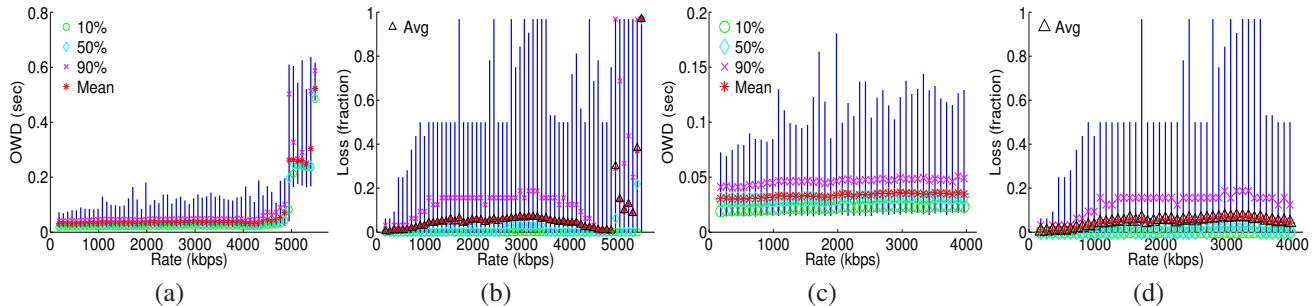 0.8
0.6
0.4
0.2
0
OWD (sec)
10%
50%
90%
Mean
0 1000 2000 3000 4000 5000
Rate (kbps)
(a)
1
0.8
0.6
0.4
0.2
0
Loss (fraction)
Avg
0 1000 2000 3000 4000 5000
Rate (kbps)
(b)
0.2
0.15
0.1
0.05
0
OWD (sec)
10%
50%
90%
Mean
0 1000 2000 3000 4000
Rate (kbps)
(c)
1
0.8
0.6
0.4
0.2
0
Loss (fraction)
Avg
0 1000 2000 3000 4000
Rate (kbps)
(d)